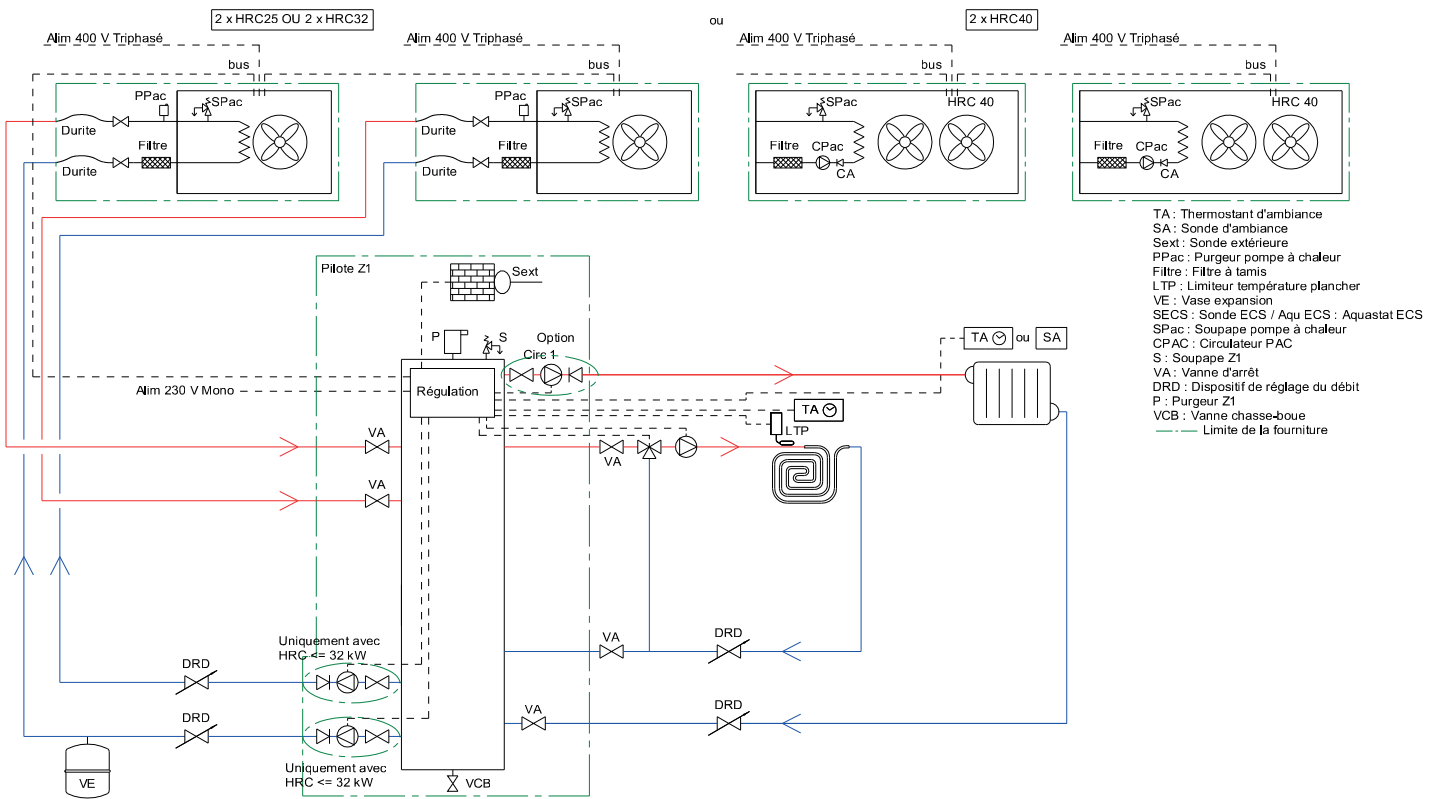 2 x HRC25 OU 2 x HRC32
ou
2 x HRC40
Alim 400 V Triphasé
Alim 400 V Triphasé
Alim 400 V Triphasé
Alim 400 V Triphasé
bus
bus
bus
bus
PPac
SPac
Durite
Filtre
Durite
PPac
SPac
Durite
Filtre
Durite
SPac
HRC 40
Filtre
CPac
CA
SPac
HRC 40
Filtre
CPac
CA
TA : Thermostant d'ambiance
SA : Sonde d'ambiance
Sext : Sonde extérieure
PPac : Purgeur pompe à chaleur
Filtre : Filtre à tamis
LTP : Limiteur température plancher
VE : Vase expansion
SECS : Sonde ECS / Aqu ECS : Aquastat ECS
SPac : Soupape pompe à chaleur
CPAC : Circulateur PAC
S : Soupape Z1
VA : Vanne d'arrêt
DRD : Dispositif de réglage du débit
P : Purgeur Z1
VCB : Vanne chasse-boue
Limite de la fourniture
Pilote Z1
Sext
P
S
Option
Circ 1
TA
ou
SA
Alim 230 V Mono
Régulation
TA
LTP
VA
VA
VA
Uniquement avec
HRC <= 32 kW
VA
DRD
DRD
DRD
VA
DRD
Uniquement avec
HRC <= 32 kW
VE
VCB